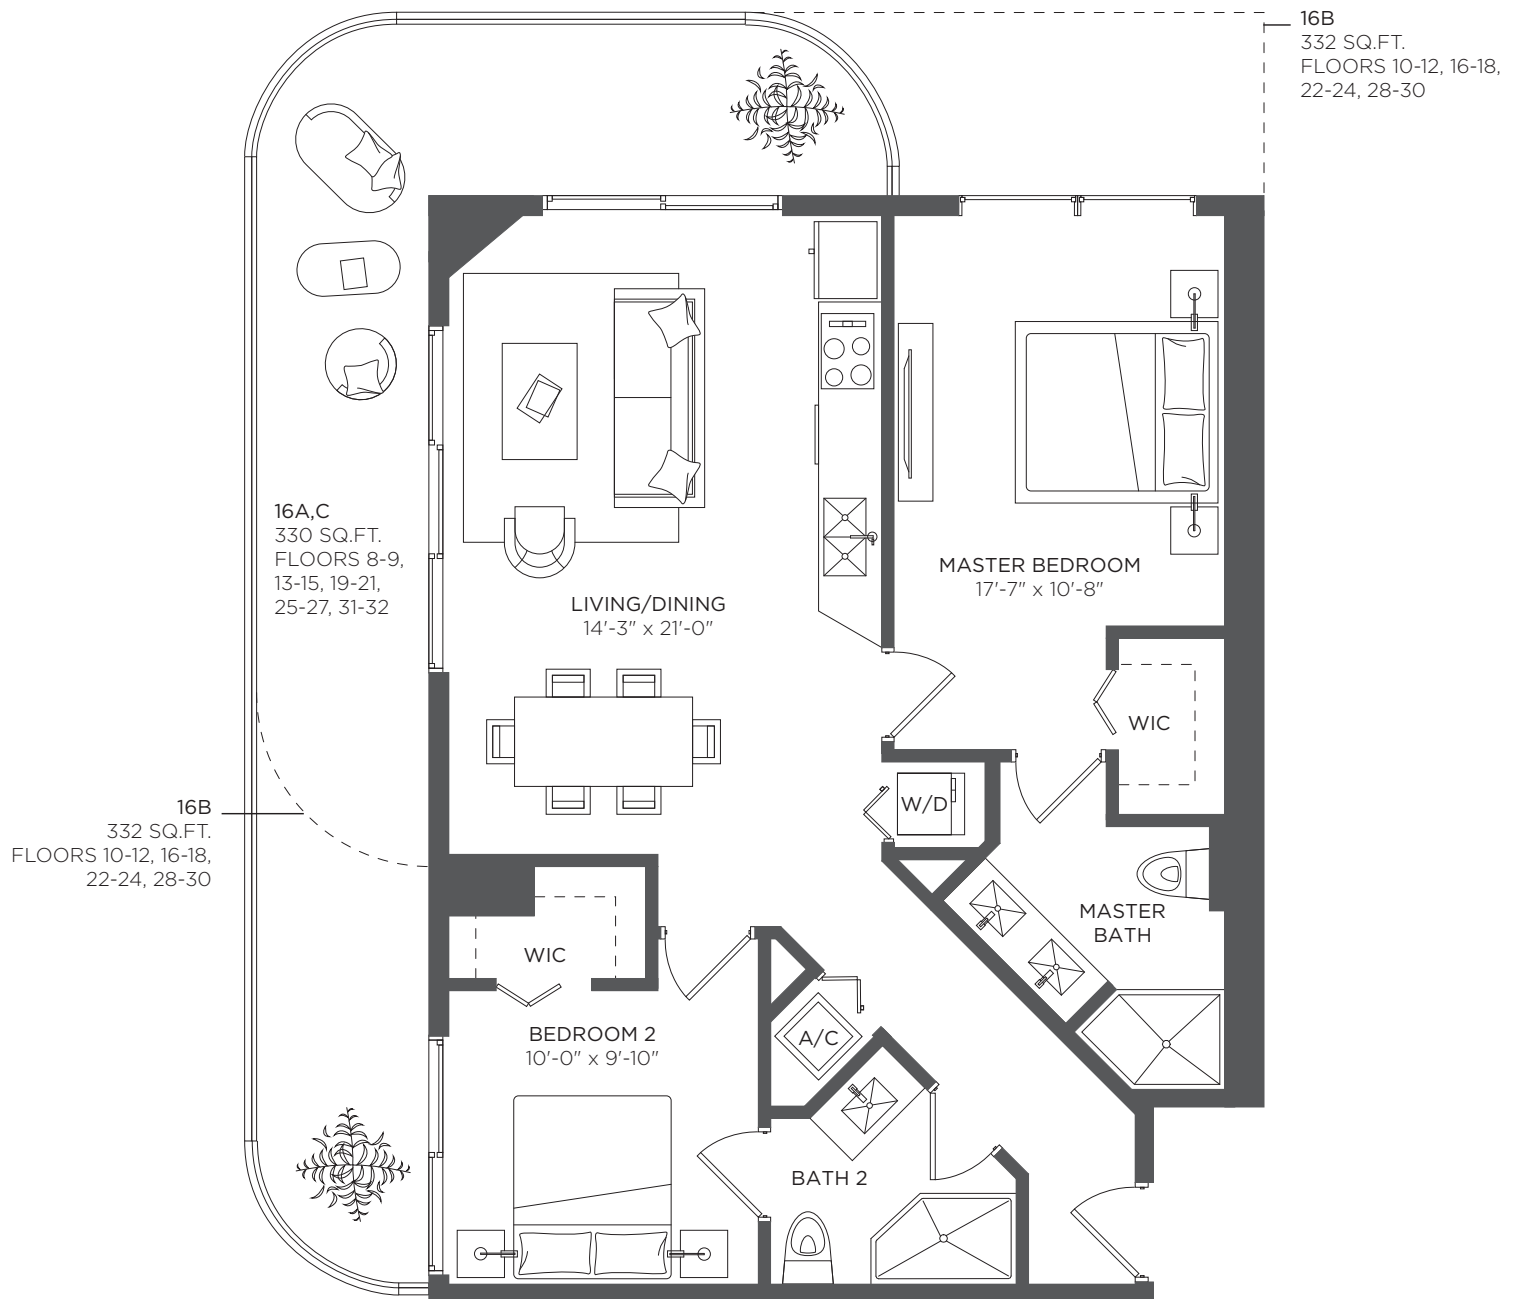 16B
332 SQ.FT.
FLOORS 10-12, 16-18,
22-24, 28-30
16A,C
330 SQ.FT.
FLOORS 8-9,
13-15, 19-21,
25-27, 31-32
LIVING/DINING
14'-3" x 21'-0"
MASTER BEDROOM
17'-7" x 10'-8"
WIC
W/D
16B
332 SQ.FT.
FLOORS 10-12, 16-18,
22-24, 28-30
MASTER
BATH
WIC
BEDROOM 2
10'-0" x 9'-10"
A/C
BATH 2